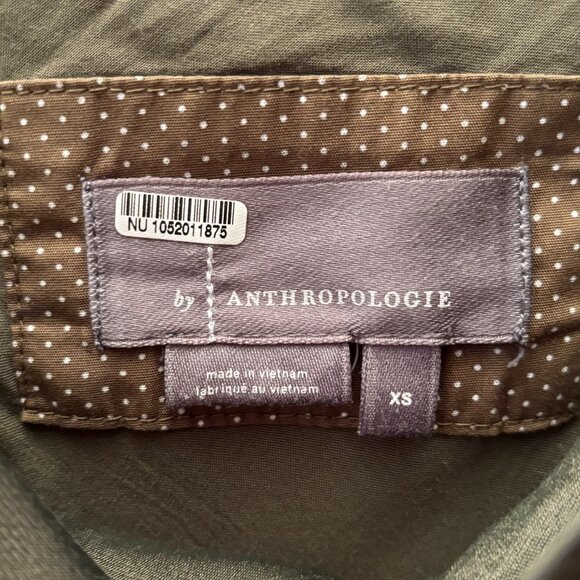 NU 1052011875
by ANTHROPOLOGIE
made in vietnam
fabriqué au vietnam
XS